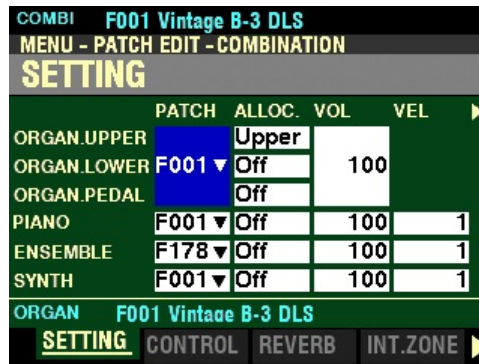 COMBI F001 Vintage B-3 DLS
MENU - PATCH EDIT - COMBINATION
SETTING
PATCH ALLOC. VOL VEL
ORGAN.UPPER Upper
ORGAN.LOWER F001 Off 100
ORGAN.PEDAL Off
PIANO F001 Off 100 1
ENSEMBLE F178 Off 100 1
SYNTH F001 Off 100 1
ORGAN F001 Vintage B-3 DLS
SETTING CONTROL REVERB INT.ZONE